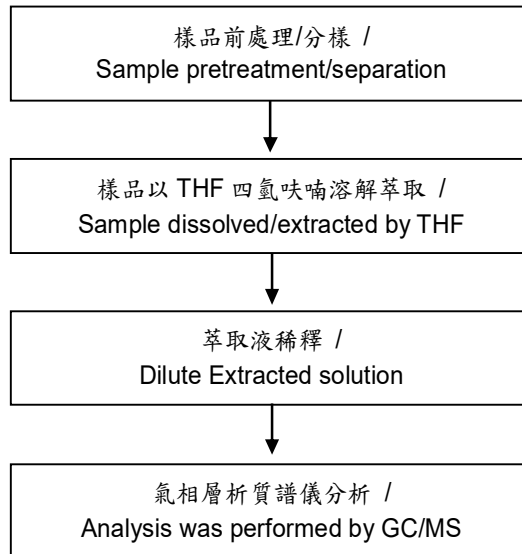 樣品前處理/分樣 /
Sample pretreatment/separation
樣品以 THF 四氫呋喃溶解萃取 /
Sample dissolved/extracted by THF
萃取液稀釋 /
Dilute Extracted solution
氣相層析質譜儀分析 /
Analysis was performed by GC/MS